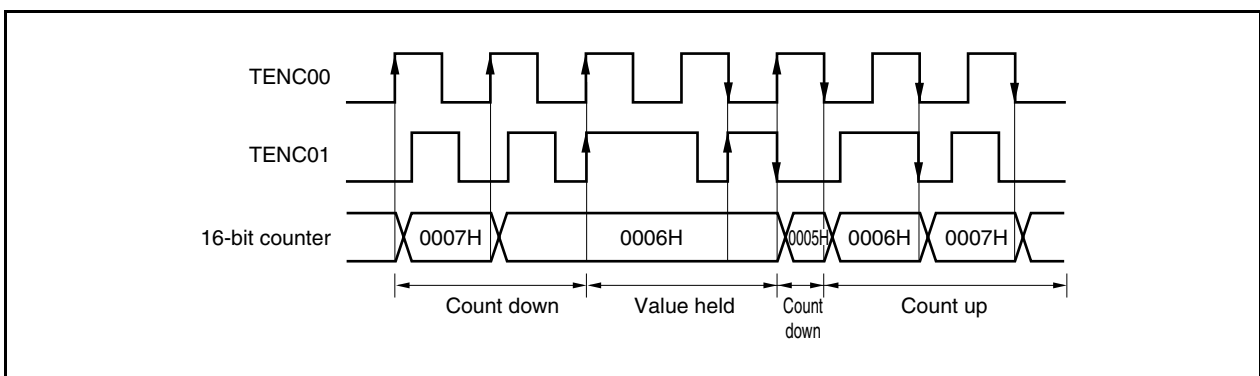 TENC00
TENC01
16-bit counter
0007H
0006H
0005H
0006H
0007H
Count down
Value held
Count
down
Count up